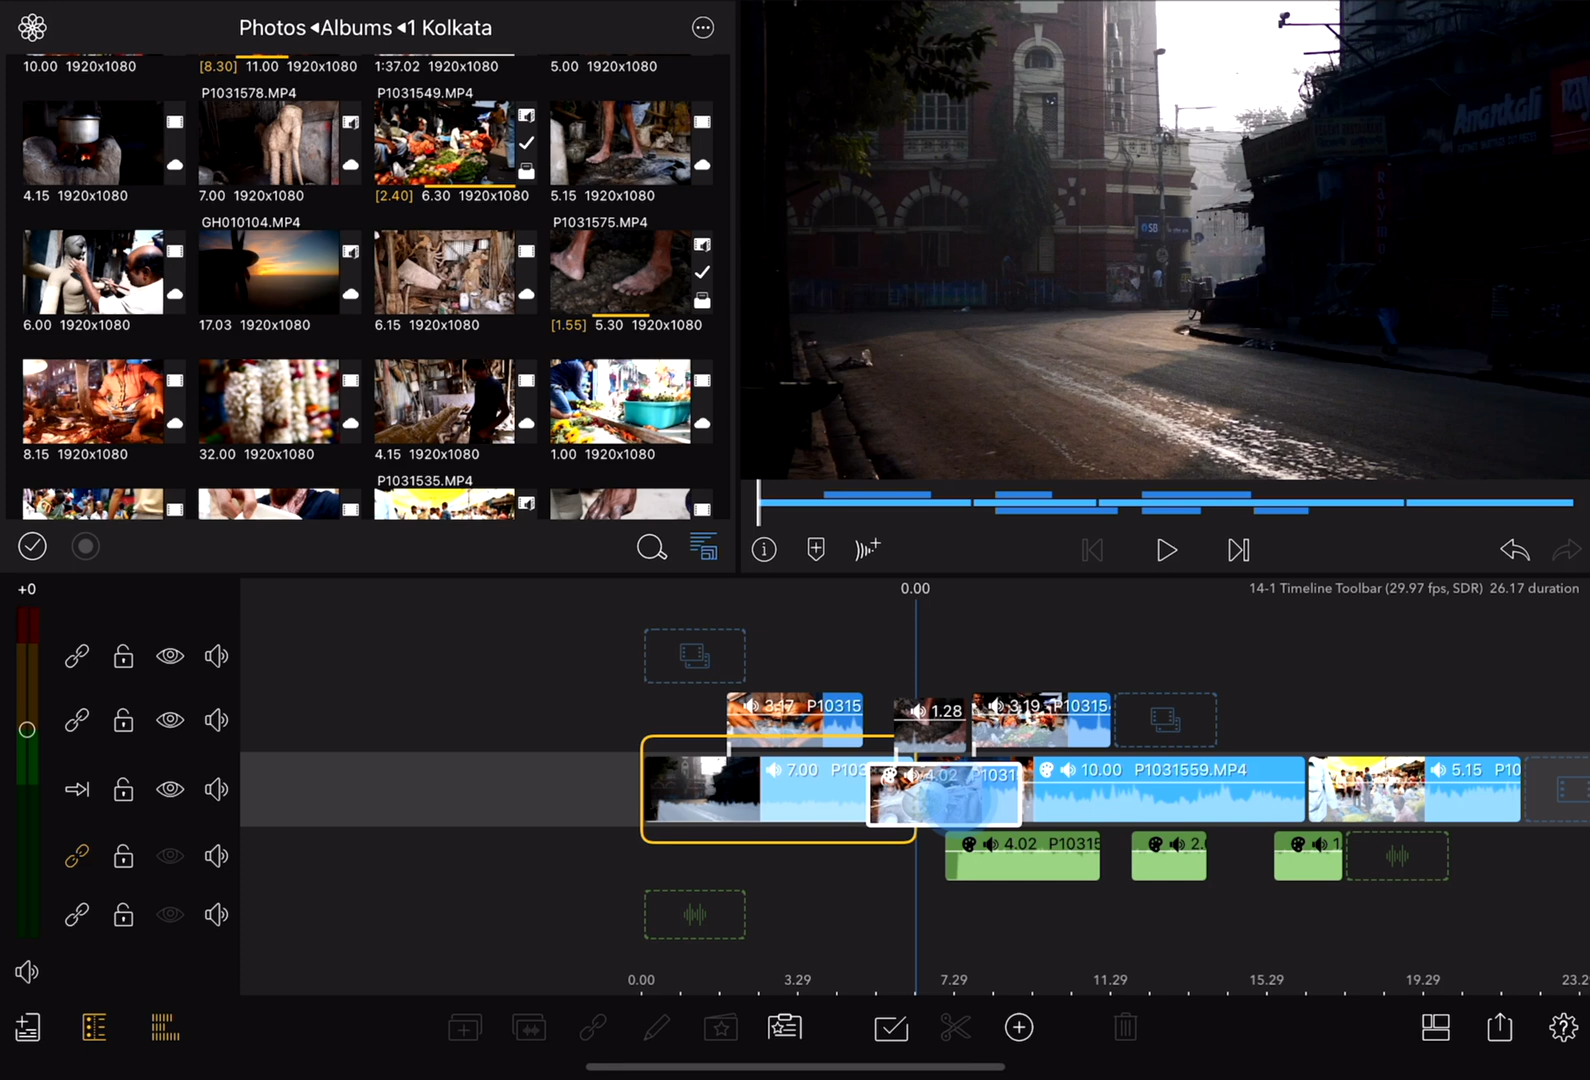 Photos ◂Albums ◂1 Kolkata
10.00 1920x1080
[8.30] 11.00 1920x1080
1:37.02 1920x1080
5.00 1920x1080
P1031578.MP4
P1031549.MP4
4.15 1920x1080
7.00 1920x1080
[2.40] 6.30 1920x1080
5.15 1920x1080
GH010104.MP4
P1031575.MP4
6.00 1920x1080
17.03 1920x1080
6.15 1920x1080
[1.55] 5.30 1920x1080
8.15 1920x1080
32.00 1920x1080
4.15 1920x1080
1.00 1920x1080
P1031535.MP4
Anarkali
SB
+0
0.00
14-1 Timeline Toolbar (29.97 fps, SDR) 26.17 duration
3.17 P10315
1.28
3.19 P10315
7.00 P103
4.02 P1031
10.00 P1031559.MP4
5.15 P10
4.02 P10315
2.
1
0.00
3.29
7.29
11.29
15.29
19.29
23.2